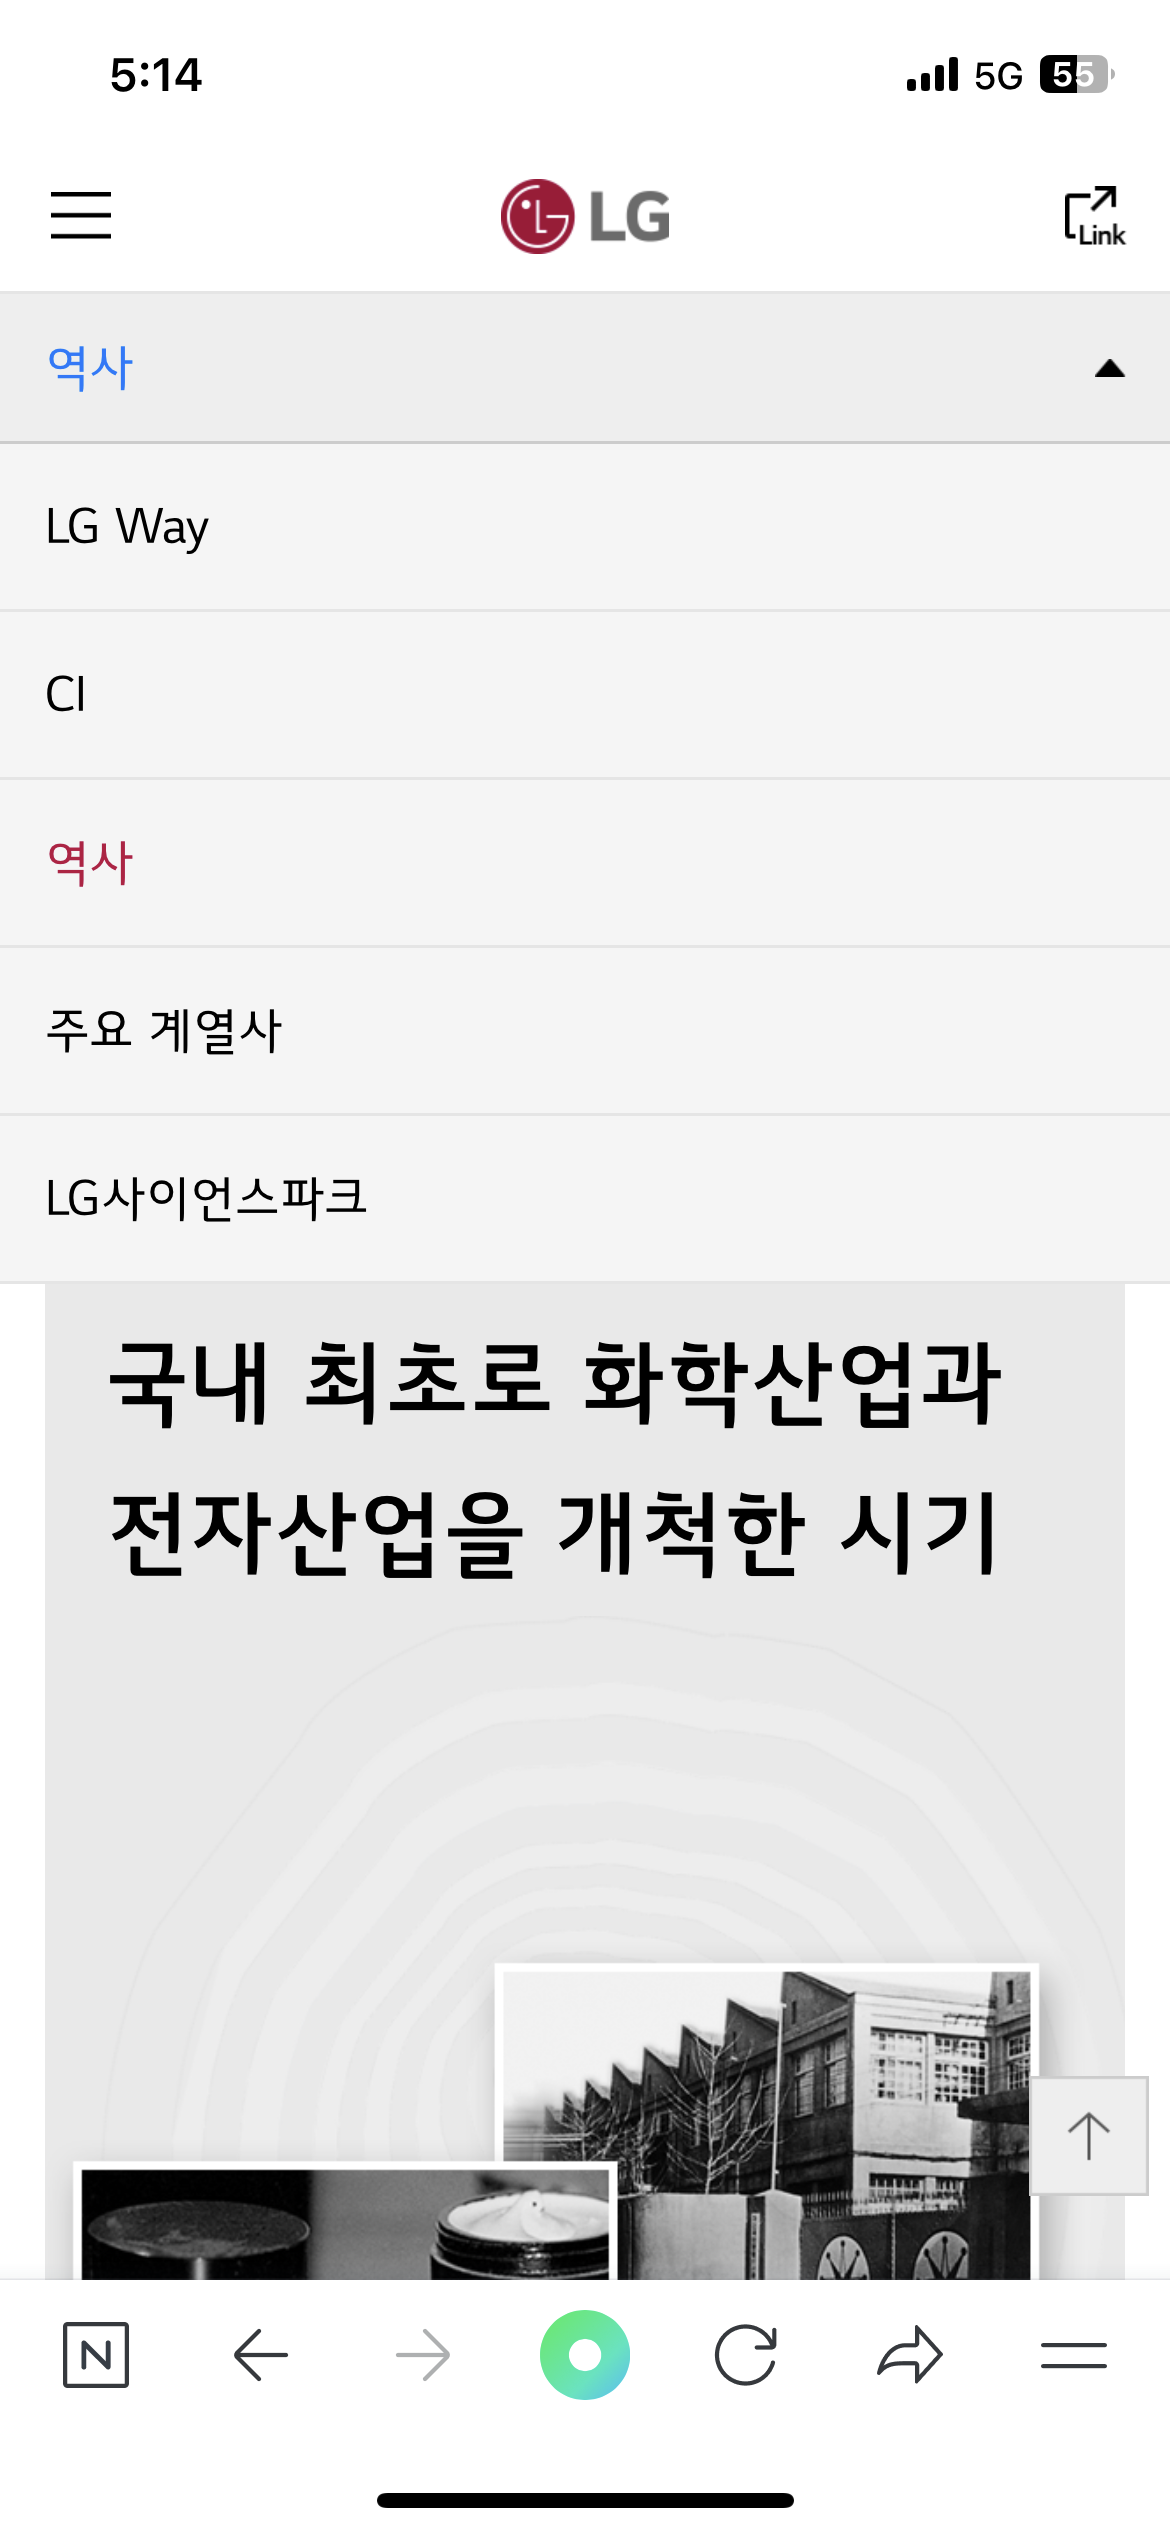 5:14
5G 55
LG
Link
역사
LG Way
CI
역사
주요 계열사
LG사이언스파크
국내 최초로 화학산업과
전자산업을 개척한 시기
N